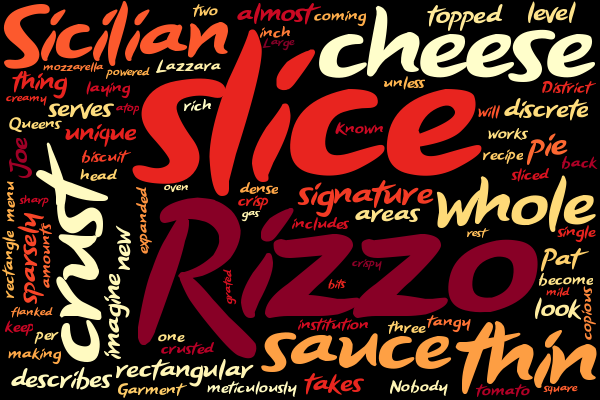 Sicilian
two
almost
coming
topped
level
inch
Large
cheese
mozzarella
powered
Lazzara
thing
laying
unless
District
creamy
serves
atop
rich
slice
will
discrete
Queens
unique
known
works
pie
Joe
biscuit
recipe
back
head
sliced
oven
dense
signature
whole
menu
sharp
crust
expanded
crisp
gas
areas
includes
rest
single
rectangle
sparsely
amounts
new
imagine
Rizzo
grated
crispy
bits
Pat
become
mild
look
copious
flanked
keep
per
making
one
crusted
institution
three
tangy
sauce
thin
describes
rectangular
Garment
meticulously
takes
Nobody
tomato
square